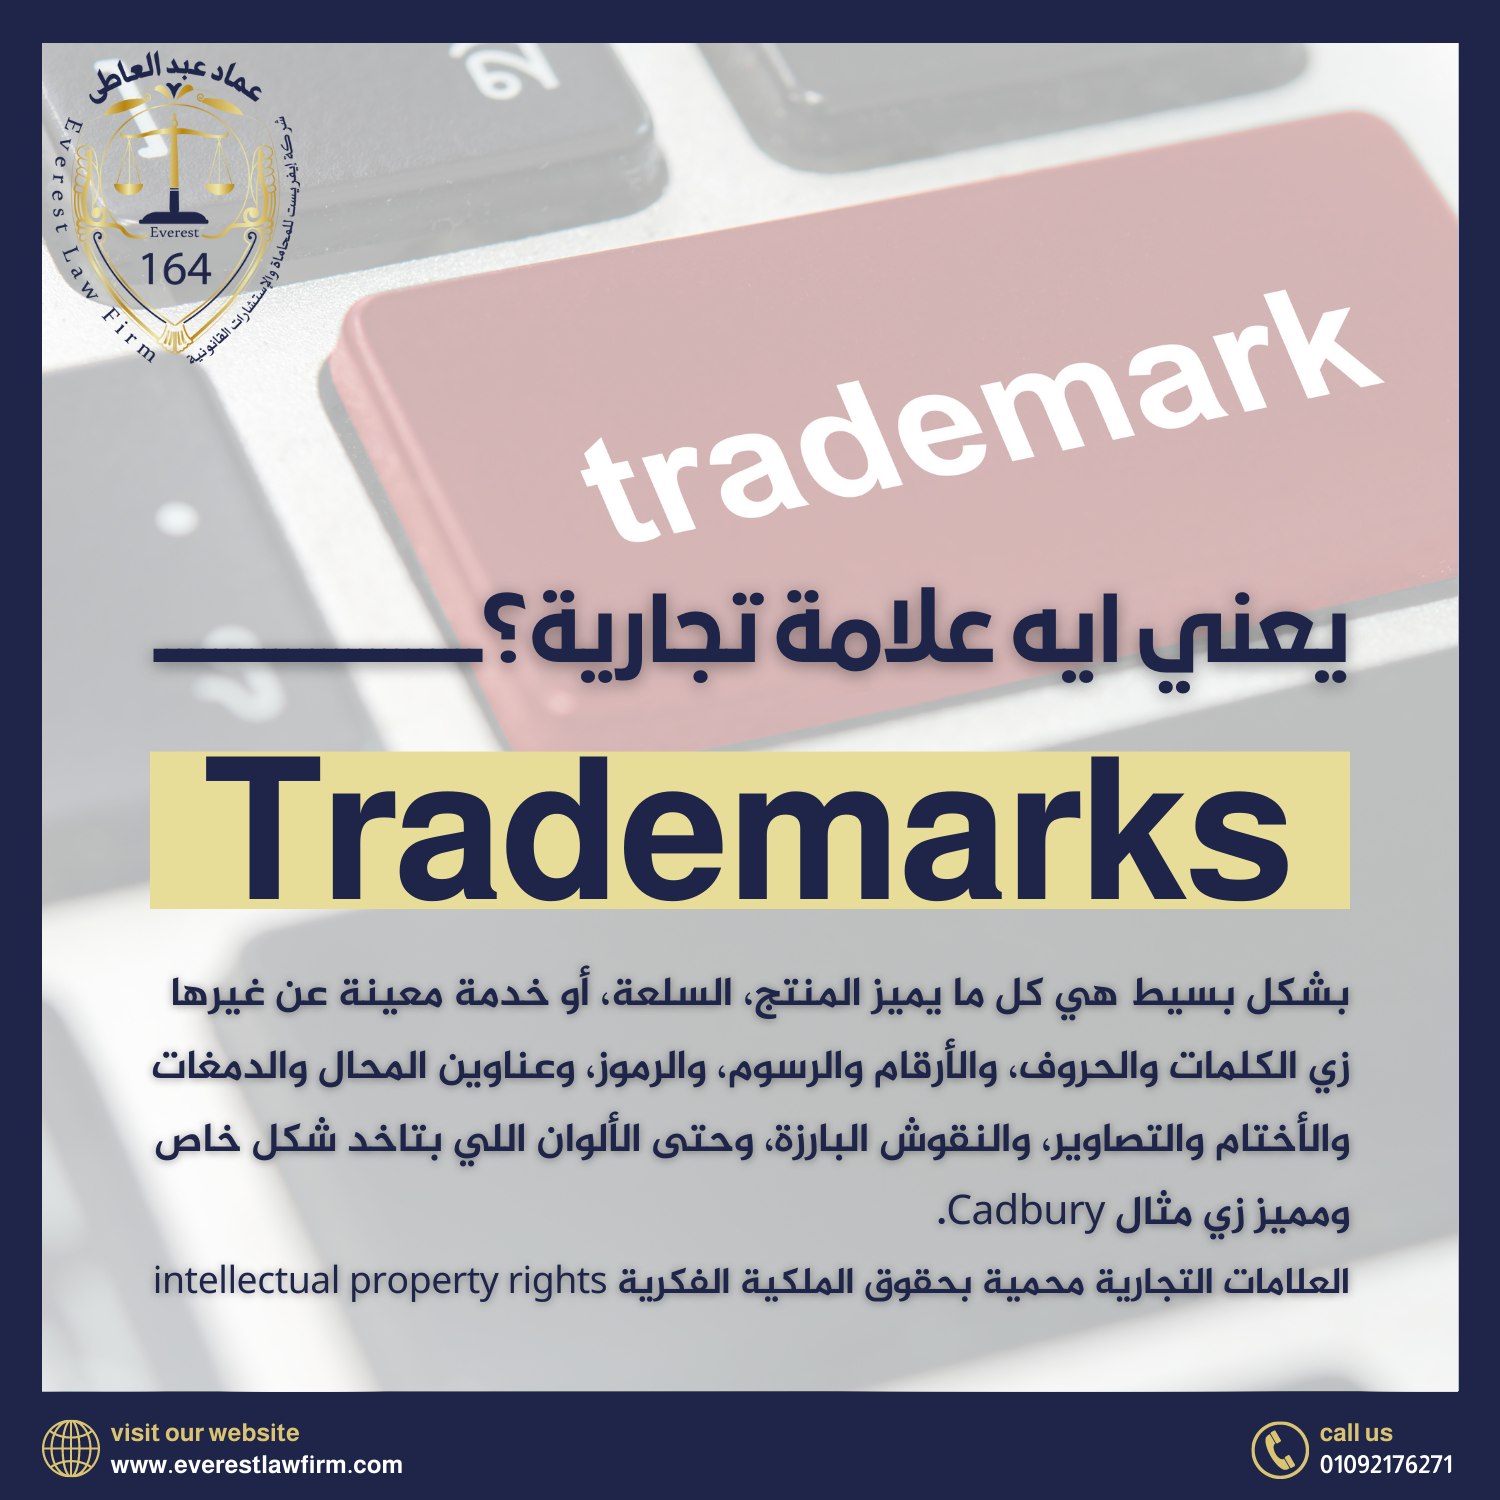 عماد عبد العاطى
Everest Law Firm
شركة إيفريست للمحاماة والإستشارات القانونية
Everest
164
trademark
يعني ايه علامة تجارية؟
Trademarks
بشكل بسيط هي كل ما يميز المنتج، السلعة، أو خدمة معينة عن غيرها
زي الكلمات والحروف، والأرقام والرسوم، والرموز، وعناوين المحال والدمغات
والأختام والتصاوير، والنقوش البارزة، وحتى الألوان اللي بتاخد شكل خاص
ومميز زي مثال Cadbury.
العلامات التجارية محمية بحقوق الملكية الفكرية intellectual property rights
visit our website
www.everestlawfirm.com
call us
01092176271